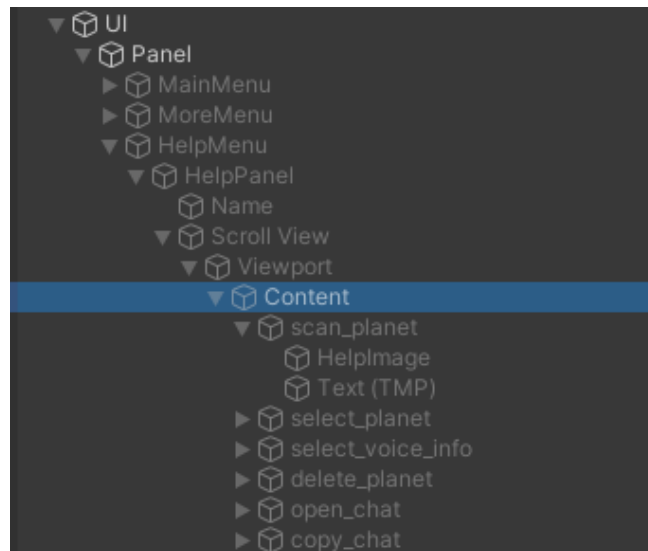 UI
Panel
MainMenu
MoreMenu
HelpMenu
HelpPanel
Name
Scroll View
Viewport
Content
scan_planet
HelpImage
Text (TMP)
select_planet
select_voice_info
delete_planet
open_chat
copy_chat